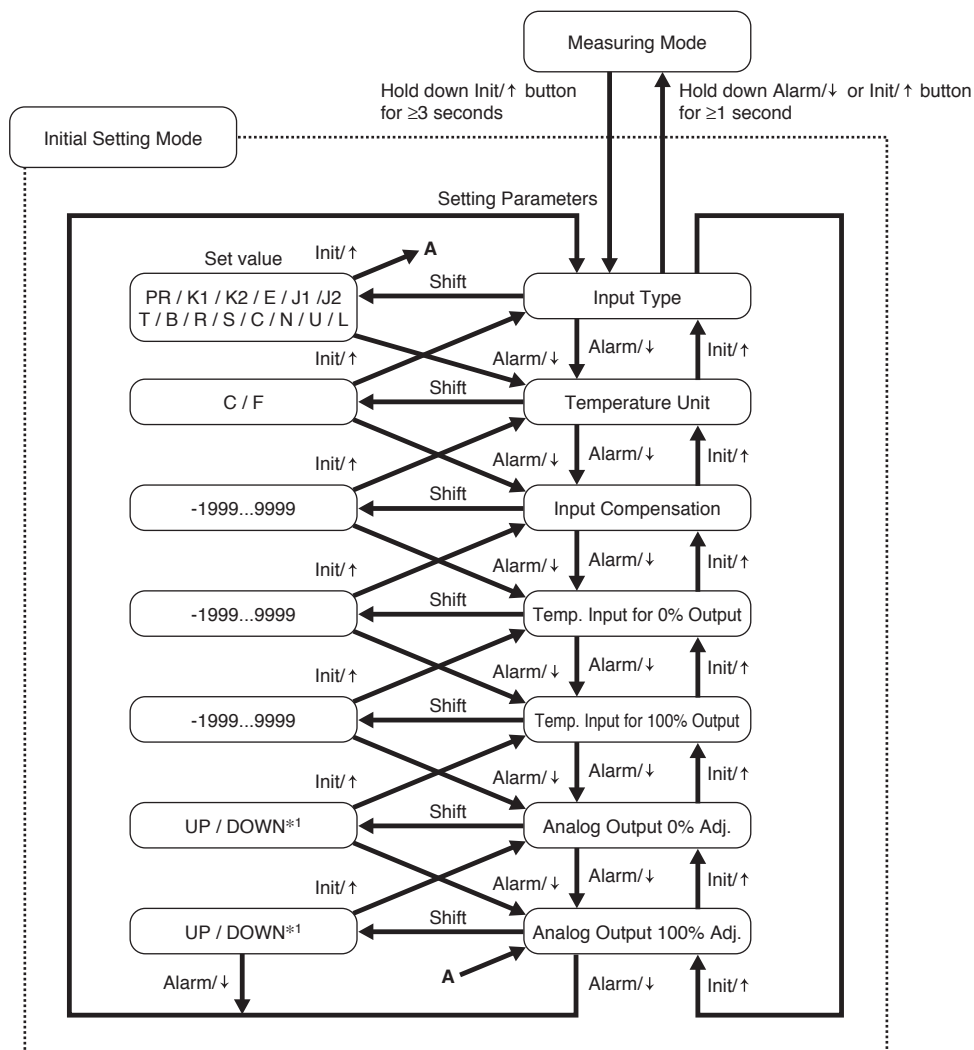 Measuring Mode
Hold down Init/↑ button
for ≥3 seconds
Hold down Alarm/↓ or Init/↑ button
for ≥1 second
Initial Setting Mode
Setting Parameters
Set value
Init/↑
A
PR / K1 / K2 / E / J1 /J2
T / B / R / S / C / N / U / L
Shift
Input Type
Init/↑
Alarm/↓
Alarm/↓
Init/↑
C / F
Shift
Temperature Unit
Init/↑
Alarm/↓
Alarm/↓
Init/↑
-1999...9999
Shift
Input Compensation
Init/↑
Alarm/↓
Alarm/↓
Init/↑
-1999...9999
Shift
Temp. Input for 0% Output
Init/↑
Alarm/↓
Alarm/↓
Init/↑
-1999...9999
Shift
Temp. Input for 100% Output
Init/↑
Alarm/↓
Alarm/↓
Init/↑
UP / DOWN*1
Shift
Analog Output 0% Adj.
Init/↑
Alarm/↓
Alarm/↓
Init/↑
UP / DOWN*1
Shift
Analog Output 100% Adj.
Alarm/↓
A
Alarm/↓
Init/↑